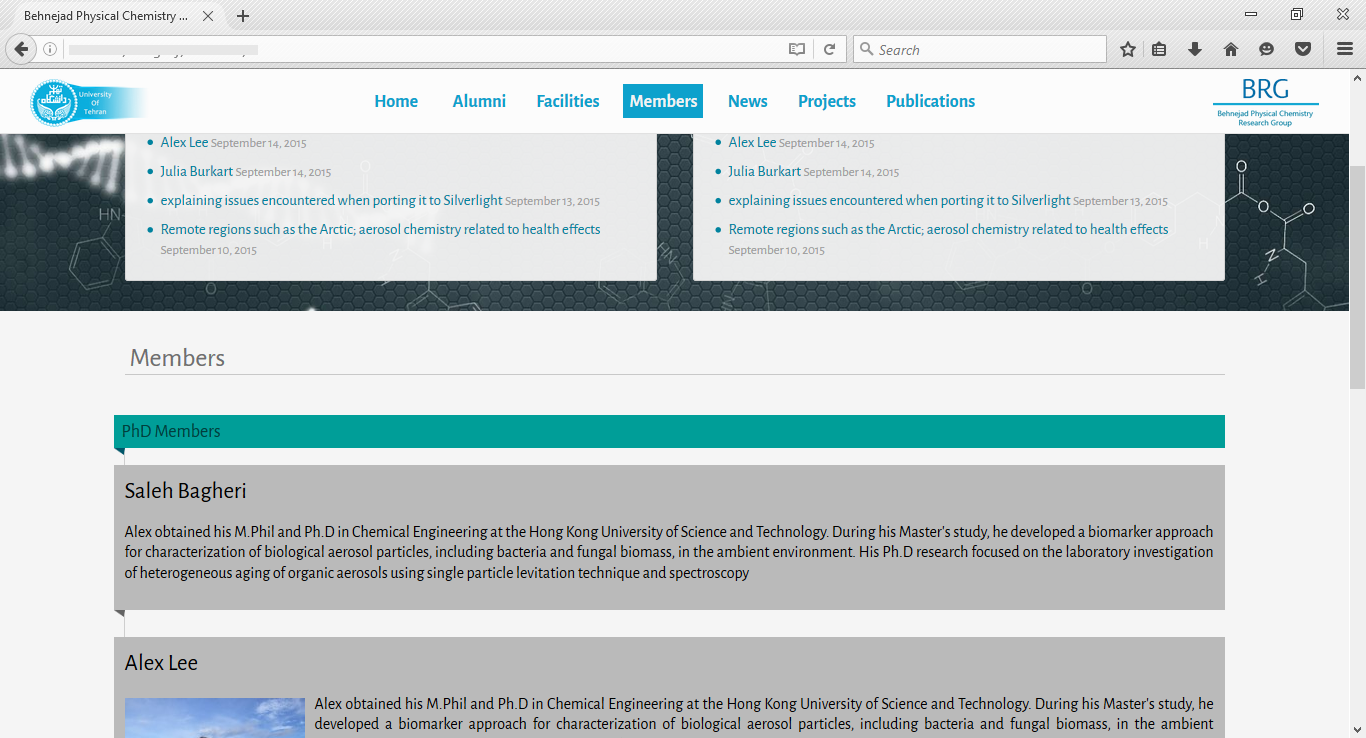 Behnejad Physical Chemistry ...
Search
University
Of
Tehran
Home Alumni Facilities Members News Projects Publications
BRG
Behnejad Physical Chemistry
Research Group
Alex Lee September 14, 2015
Julia Burkart September 14, 2015
explaining issues encountered when porting it to Silverlight September 13, 2015
Remote regions such as the Arctic; aerosol chemistry related to health effects
September 10, 2015
Alex Lee September 14, 2015
Julia Burkart September 14, 2015
explaining issues encountered when porting it to Silverlight September 13, 2015
Remote regions such as the Arctic; aerosol chemistry related to health effects
September 10, 2015
HN
O
O
O
O
O
N
H
Members
PhD Members
Saleh Bagheri
Alex obtained his M.Phil and Ph.D in Chemical Engineering at the Hong Kong University of Science and Technology. During his Master's study, he developed a biomarker approach
for characterization of biological aerosol particles, including bacteria and fungal biomass, in the ambient environment. His Ph.D research focused on the laboratory investigation
of heterogeneous aging of organic aerosols using single particle levitation technique and spectroscopy
Alex Lee
Alex obtained his M.Phil and Ph.D in Chemical Engineering at the Hong Kong University of Science and Technology. During his Master's study, he
developed a biomarker approach for characterization of biological aerosol particles, including bacteria and fungal biomass, in the ambient